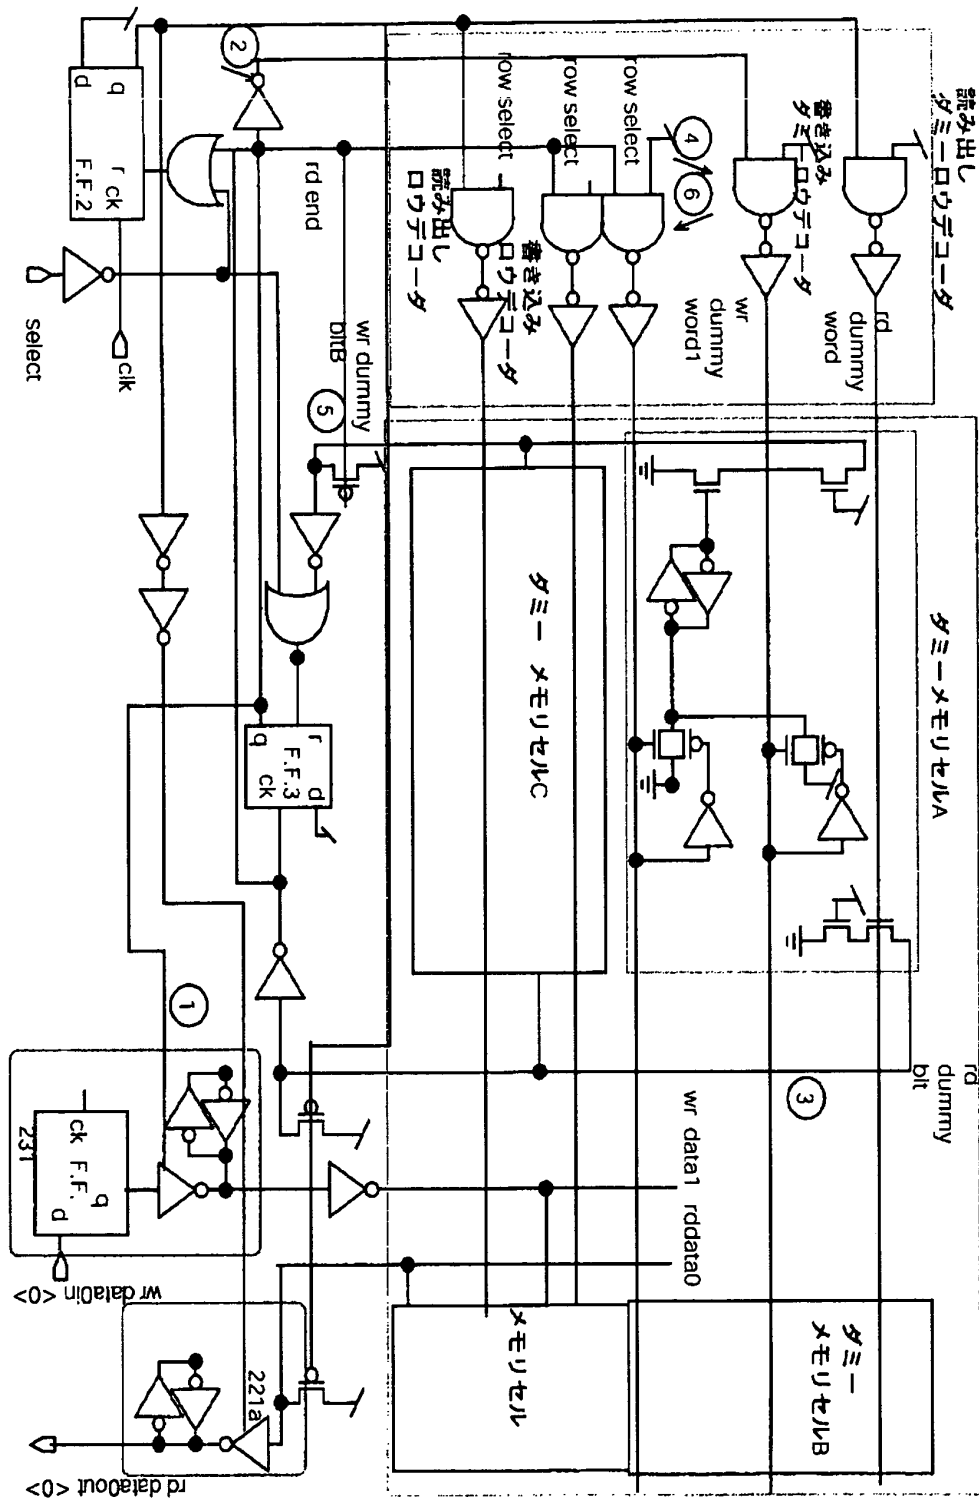 読み出し
ダミーロウデコーダ
書き込み
ダミーロウデコーダ
rd
dummy
word
wr
dummy
word1
row select
row select
row select
④
⑥
②
書き込み
ロウデコーダ
読み出し
ロウデコーダ
rd end
q
d
r
ck
F.F.2
select
clk
wr dummy
bltB
⑤
ダミーメモリセルA
ダミー メモリセルC
r
d
F.F.3
q
ck
①
③
rd
dummy
blt
wr data1
rddata0
ck
F.F.
q
d
231
wr data0in <0>
221a
rd data0out <0>
メモリセル
ダミー
メモリセルB